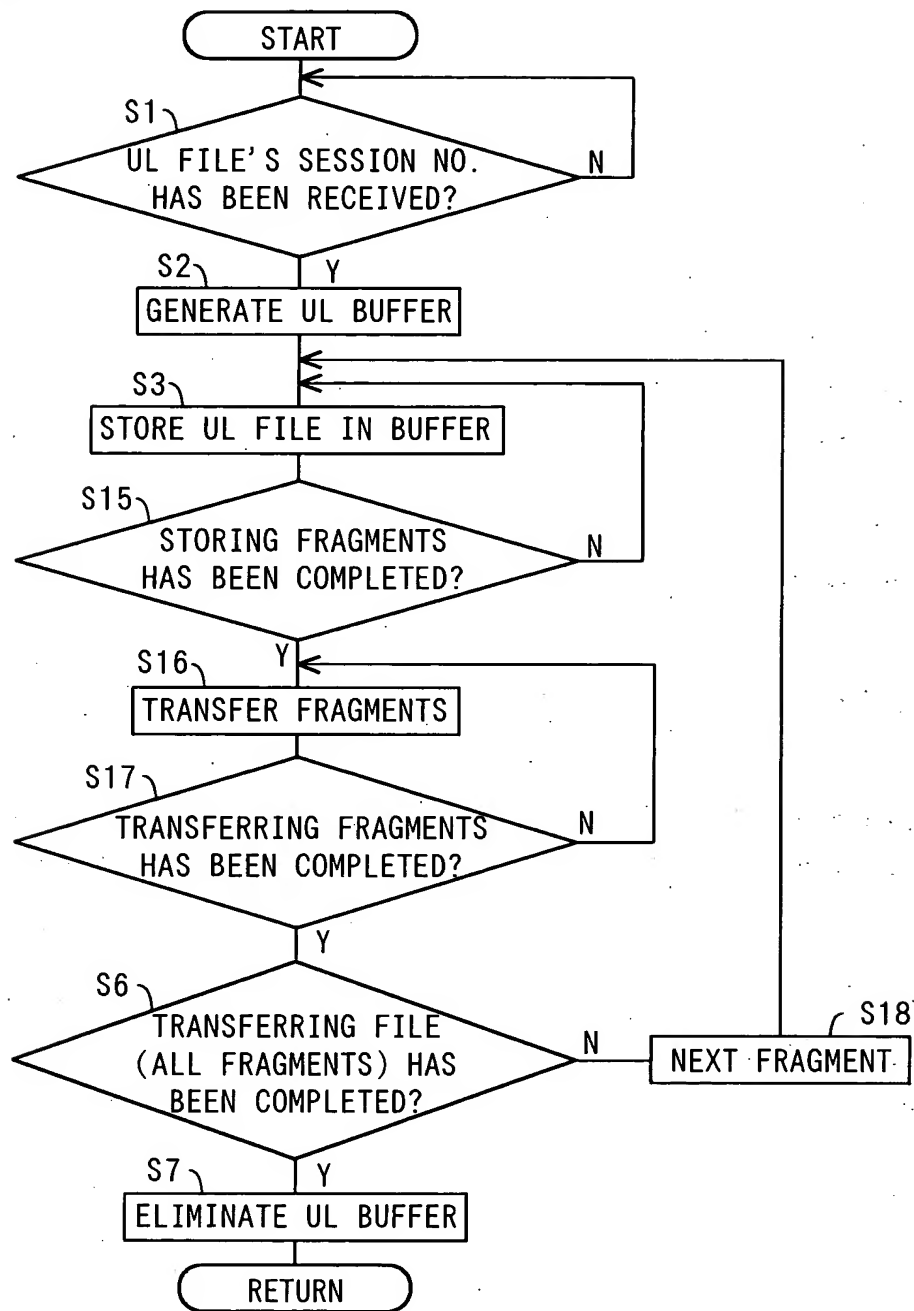 START
S1
UL FILE'S SESSION NO.
HAS BEEN RECEIVED?
N
Y
S2
GENERATE UL BUFFER
S3
STORE UL FILE IN BUFFER
S15
STORING FRAGMENTS
HAS BEEN COMPLETED?
N
Y
S16
TRANSFER FRAGMENTS
S17
TRANSFERRING FRAGMENTS
HAS BEEN COMPLETED?
N
Y
S6
TRANSFERRING FILE
(ALL FRAGMENTS) HAS
BEEN COMPLETED?
N
S18
NEXT FRAGMENT
Y
S7
ELIMINATE UL BUFFER
RETURN